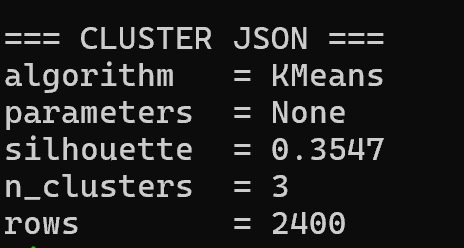 === CLUSTER JSON ===
algorithm = KMeans
parameters = None
silhouette = 0.3547
n_clusters = 3
rows = 2400